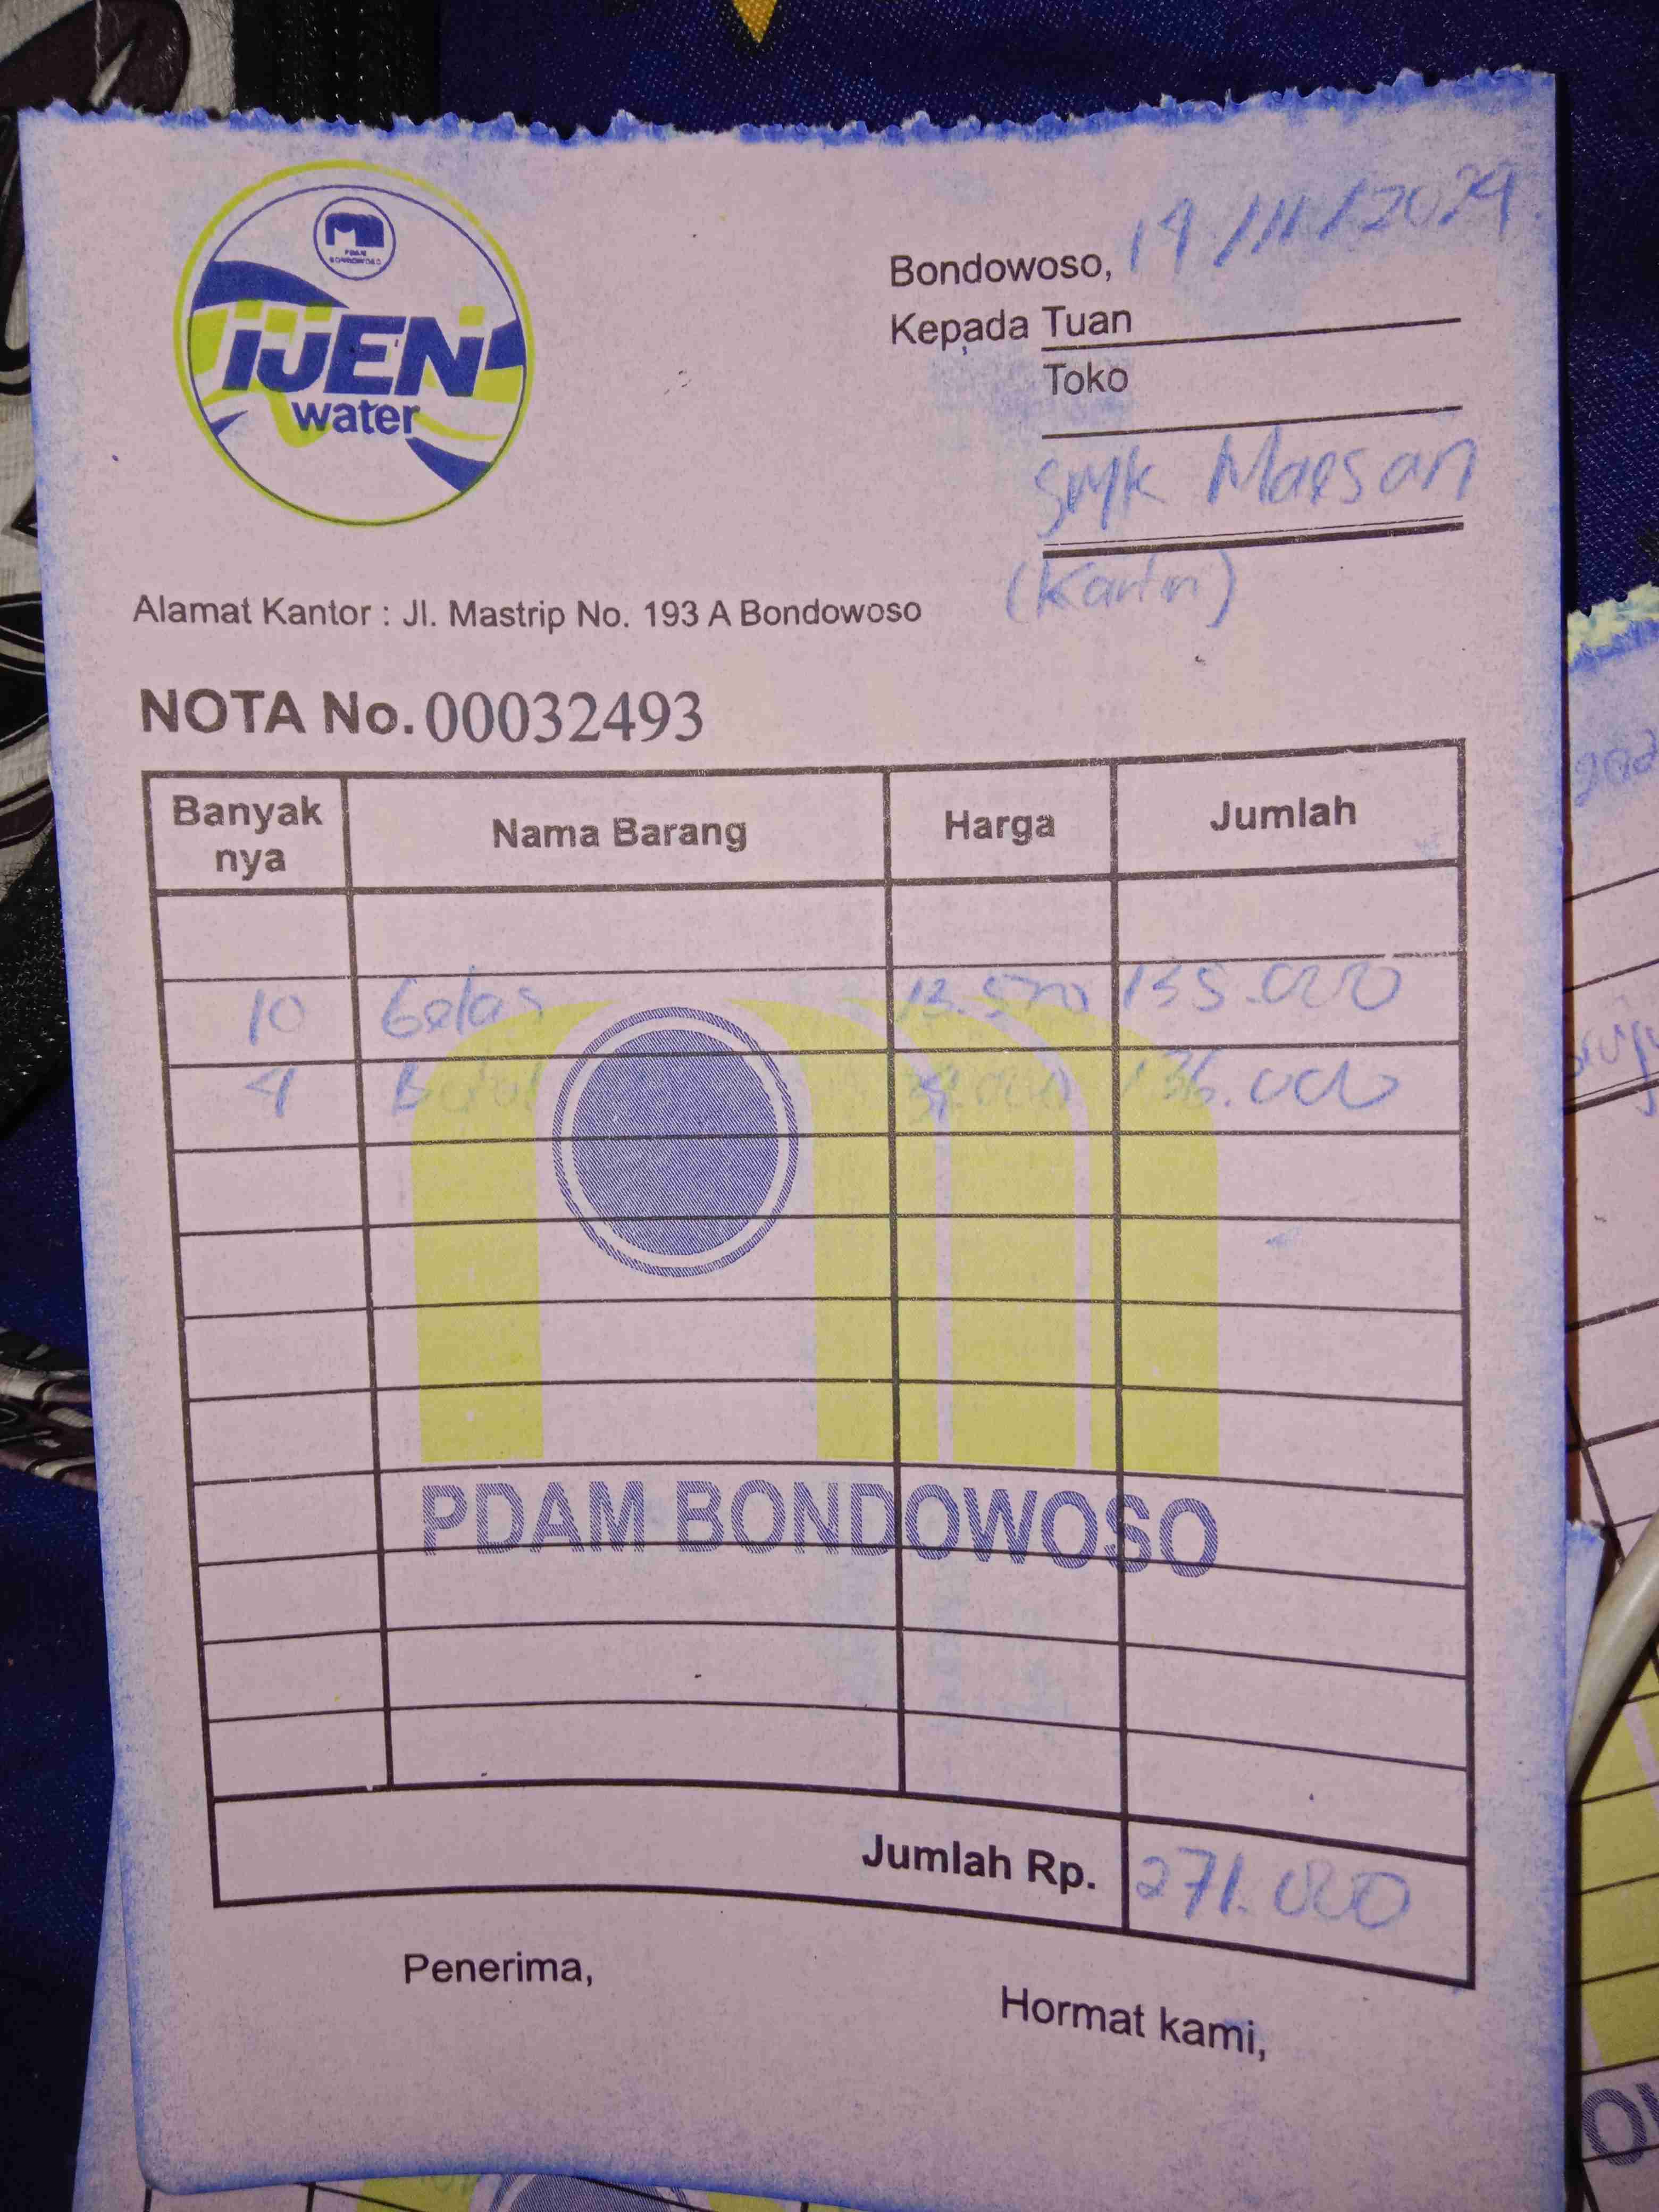 PDAM
BONDOWOSO
IJEN
water
Bondowoso, 14/11/2024
Kepada Tuan
Toko
SMK Maesan
(Kantin)
Alamat Kantor : Jl. Mastrip No. 193 A Bondowoso
NOTA No. 00032493
Banyak nya Nama Barang Harga Jumlah
10 Gelas 13.500 135.000
4 Botol 34.000 136.000
PDAM BONDOWOSO
Jumlah Rp. 271.000
Penerima,
Hormat kami,